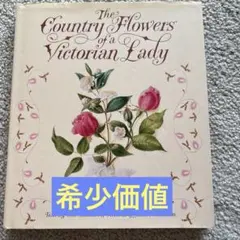 The
Country Flowers
of a
Victorian Lady
希少価値